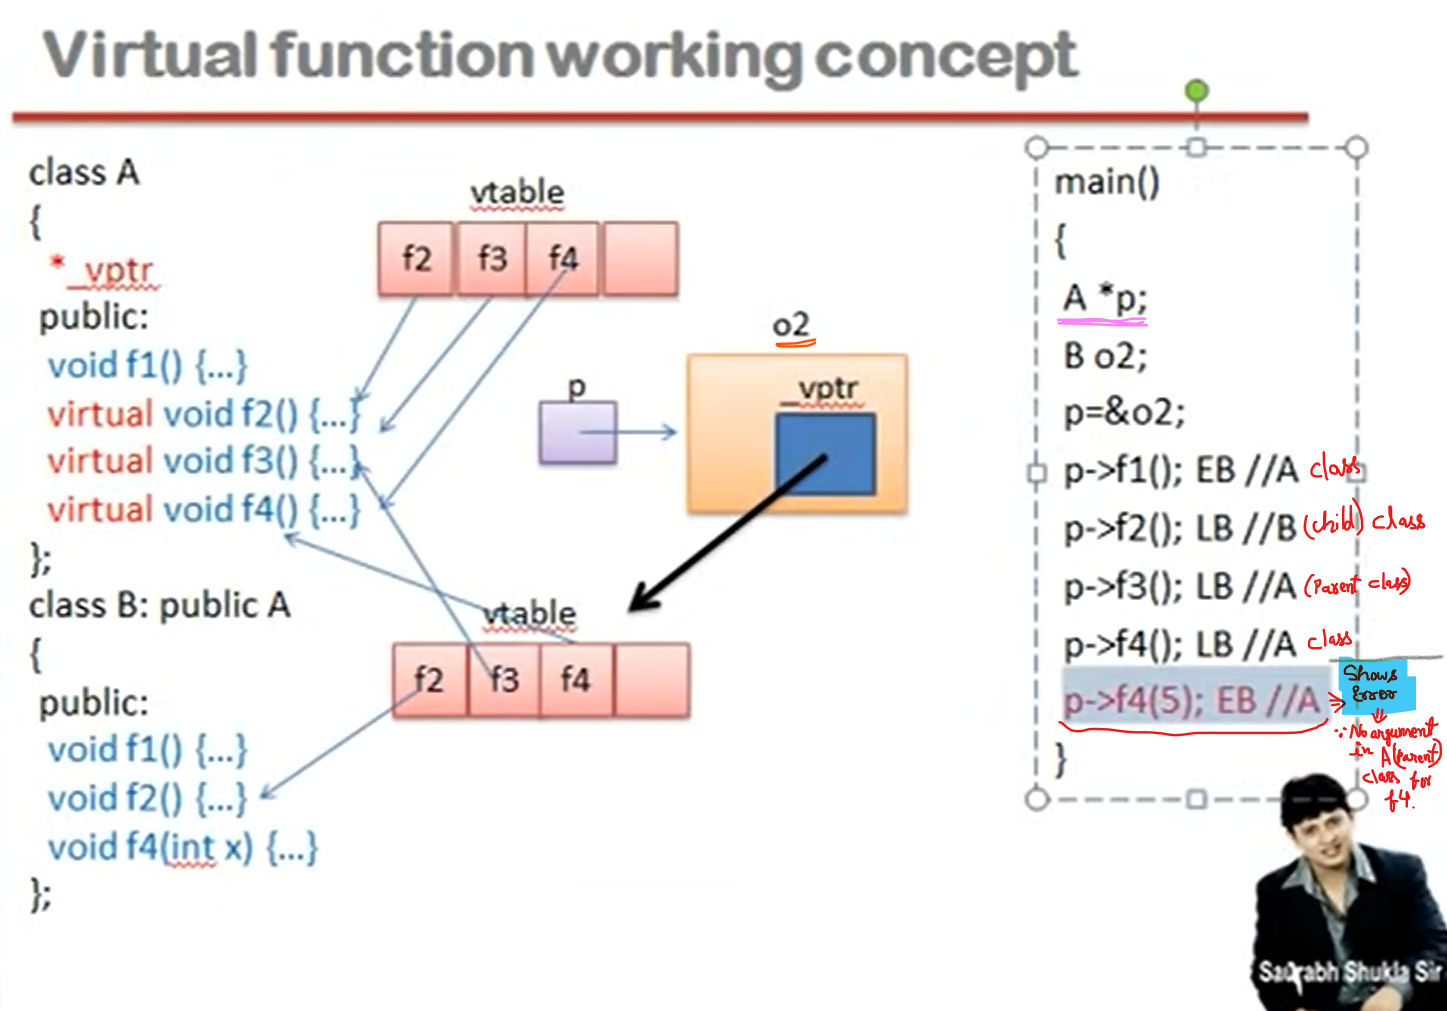 Virtual function working concept
class A
{
*_vptr
public:
void f1() {...}
virtual void f2() {...}
virtual void f3() {...}
virtual void f4() {...}
};
class B: public A
{
public:
void f1() {...}
void f2() {...}
void f4(int x) {...}
};
vtable
f2 f3 f4
p
o2
_vptr
vtable
f2 f3 f4
main()
{
A *p;
B o2;
p=&o2;
p->f1(); EB //A class
p->f2(); LB //B (child) class
p->f3(); LB //A (Parent class)
p->f4(); LB //A class
p->f4(5); EB //A
}
Shows
Error
∵ No argument
in A(Parent)
class for
f4.
Saurabh Shukla Sir